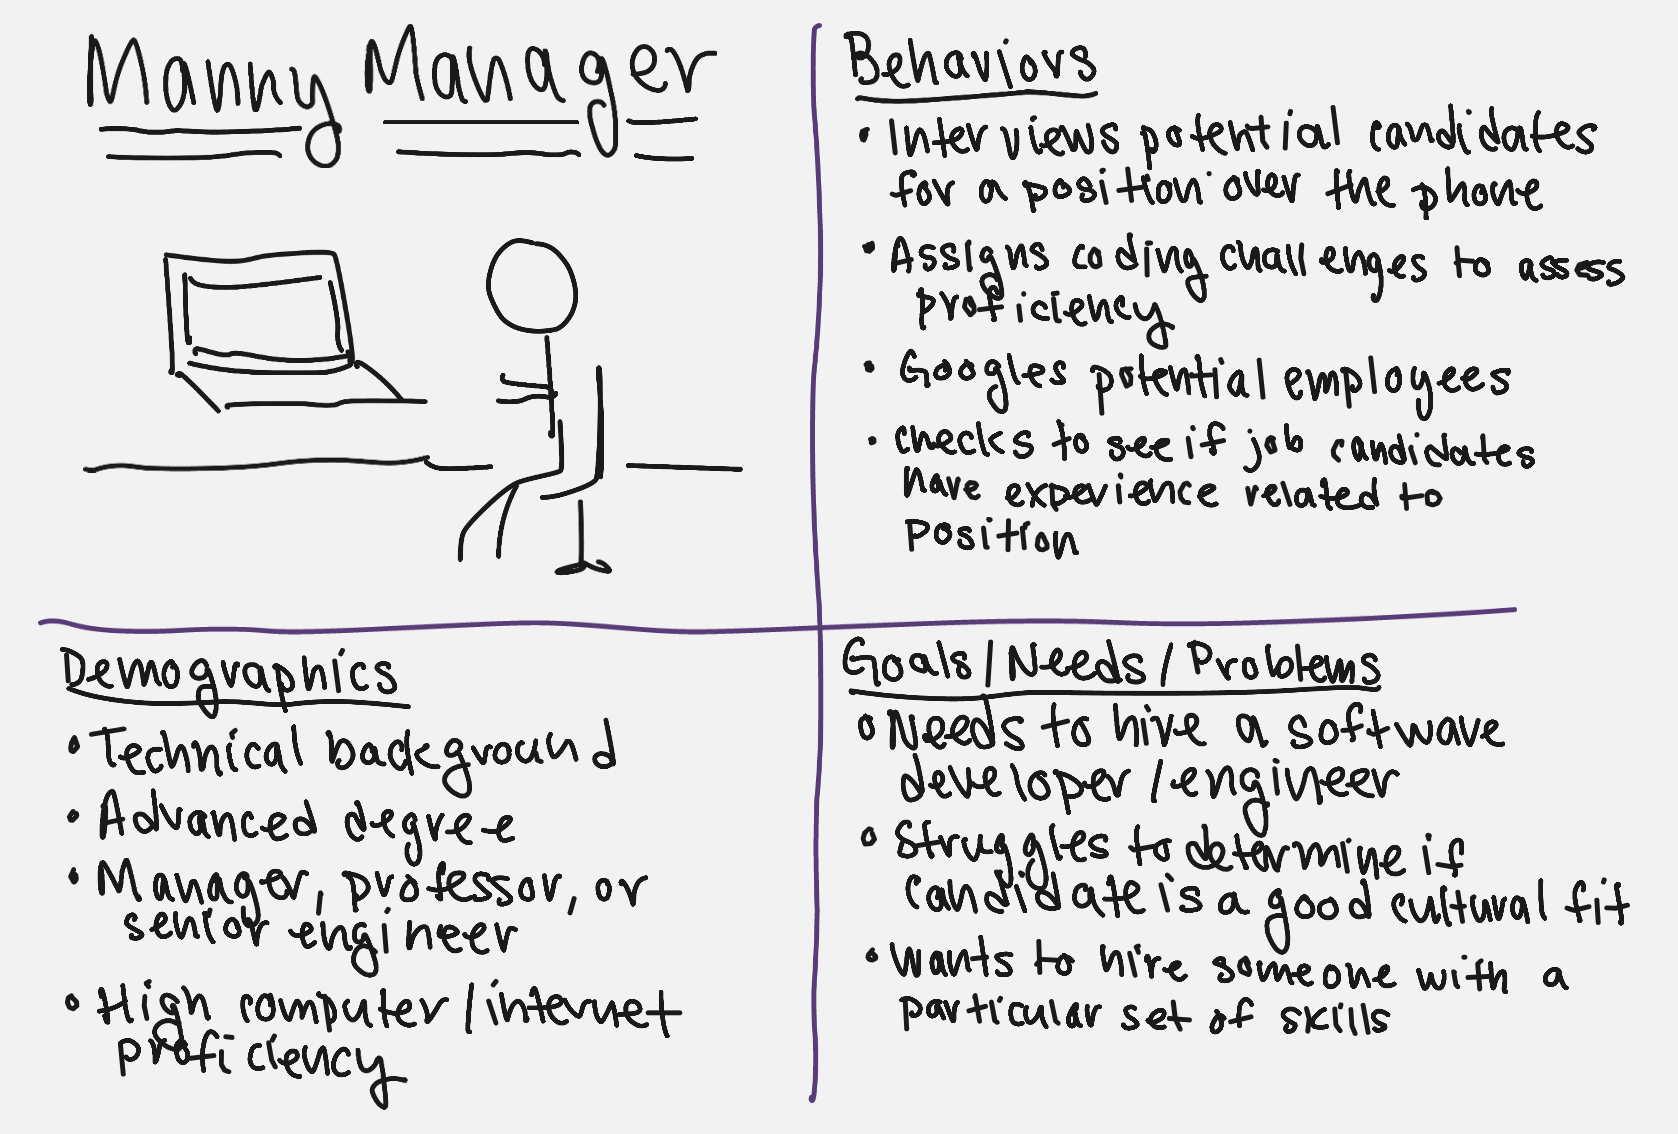 Manny Manager
Behaviors
• Interviews potential candidates
for a position over the phone
• Assigns coding challenges to assess
proficiency
• Googles potential employees
• checks to see if job candidates
have experience related to
position
Demographics
• Technical background
• Advanced degree
• Manager, professor, or
senior engineer
• High computer/internet
proficiency
Goals/Needs/Problems
• Needs to hire a software
developer/engineer
• Struggles to determine if
candidate is a good cultural fit
• wants to hire someone with a
particular set of skills